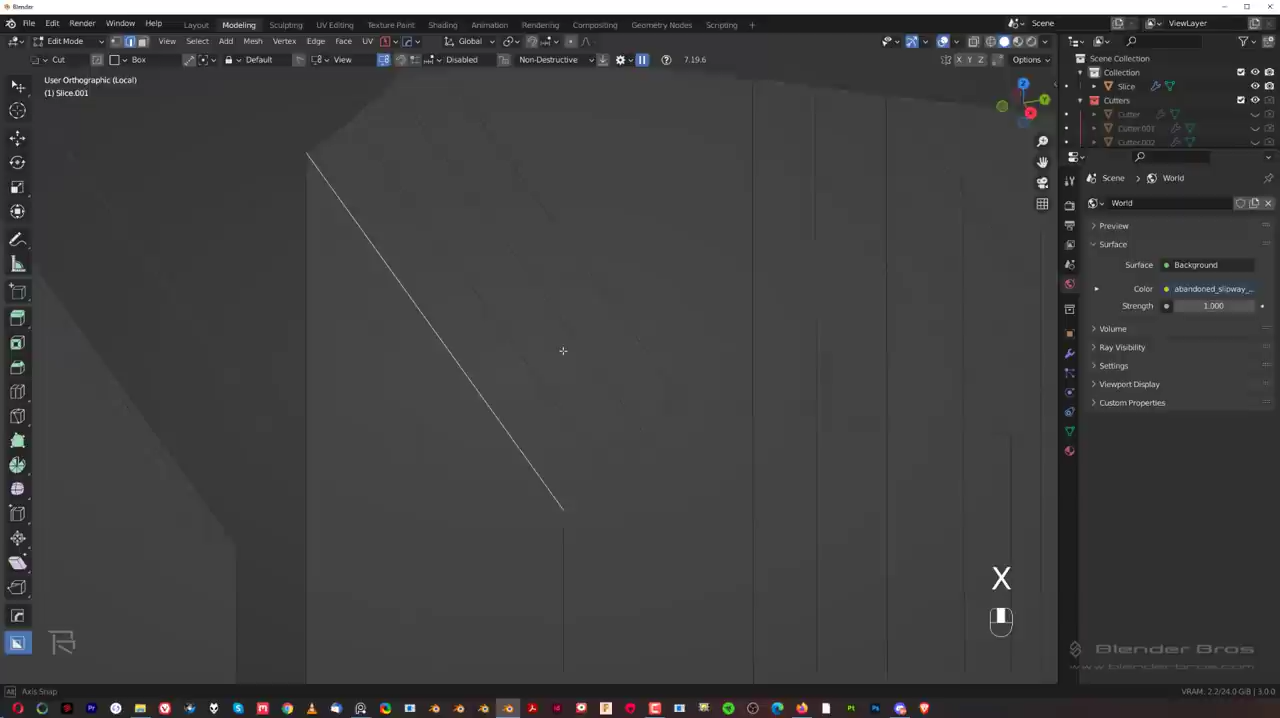 Blender
File Edit Render Window Help Layout Modeling Sculpting UV Editing Texture Paint Shading Animation Rendering Compositing Geometry Nodes Scripting Scene ViewLayer
Edit Mode View Select Add Mesh Vertex Edge Face UV Global
Cut Box Default View Disabled Non-Destructive 7.19.6 X Y Z Options
User Orthographic (Local)
(1) Slice.001
Z
Y
X
Scene Collection
Collection
Slice
Cutters
Cutter
Cutter.001
Cutter.002
Scene World
World
Preview
Surface
Surface Background
Color abandoned_slipway_...
Strength 1.000
Volume
Ray Visibility
Settings
Viewport Display
Custom Properties
X
Blender Bros
www.blender-bros.com
Axis Snap
VRAM: 2.2/24.0 GiB | 3.0.0